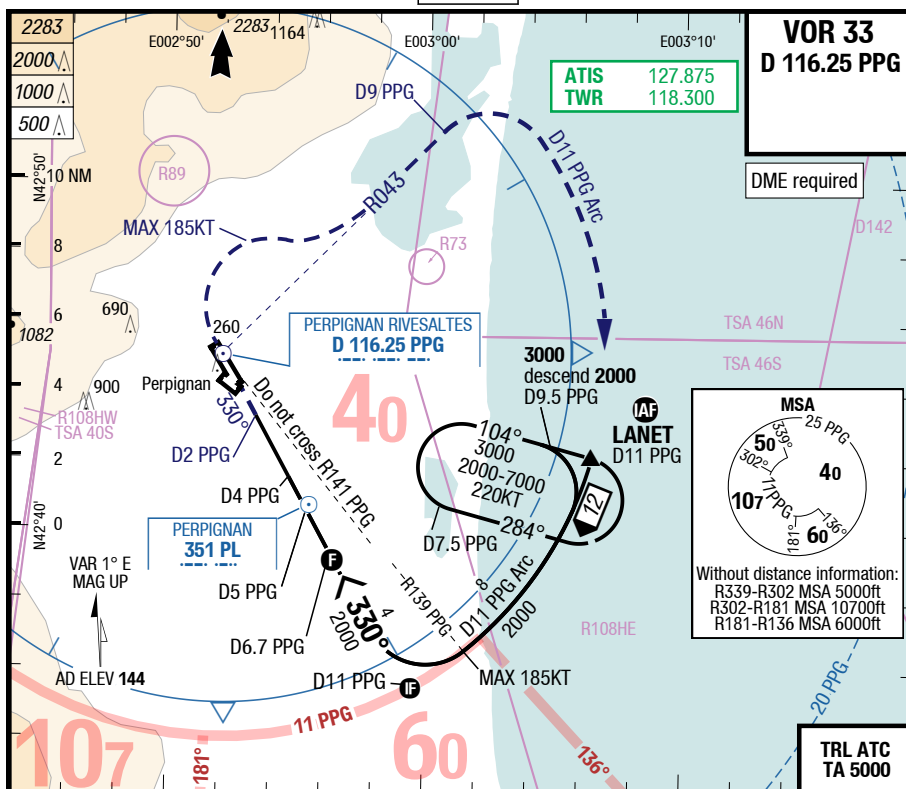 2283
2000
1000
500
E002°50'
2283
1164
E003°00'
E003°10'
VOR 33
D 116.25 PPG
ATIS 127.875
TWR 118.300
DME required
D9 PPG
D11 PPG Arc
N42°50'
10 NM
8
6
4
2
0
N42°40'
R89
R043
MAX 185KT
R73
D142
690
1082
900
260
PERPIGNAN RIVESALTES
D 116.25 PPG
TSA 46N
TSA 46S
Perpignan
330°
Do not cross R141 PPG
40
3000
descend 2000
D9.5 PPG
IAF
LANET
D11 PPG
R108HW
TSA 40S
D2 PPG
104°
3000
2000-7000
220KT
284°
12
D7.5 PPG
D4 PPG
PERPIGNAN
351 PL
D5 PPG
F
D6.7 PPG
VAR 1° E
MAG UP
AD ELEV 144
4
330°
2000
R139 PPG
8
D11 PPG Arc
2000
MAX 185KT
R108HE
D11 PPG
IF
11 PPG
107
181°
60
136°
20 PPG
MSA
25 PPG
339°
302°
50
40
107
11PPG
181°
60
136°
Without distance information:
R339-R302 MSA 5000ft
R302-R181 MSA 10700ft
R181-R136 MSA 6000ft
TRL ATC
TA 5000